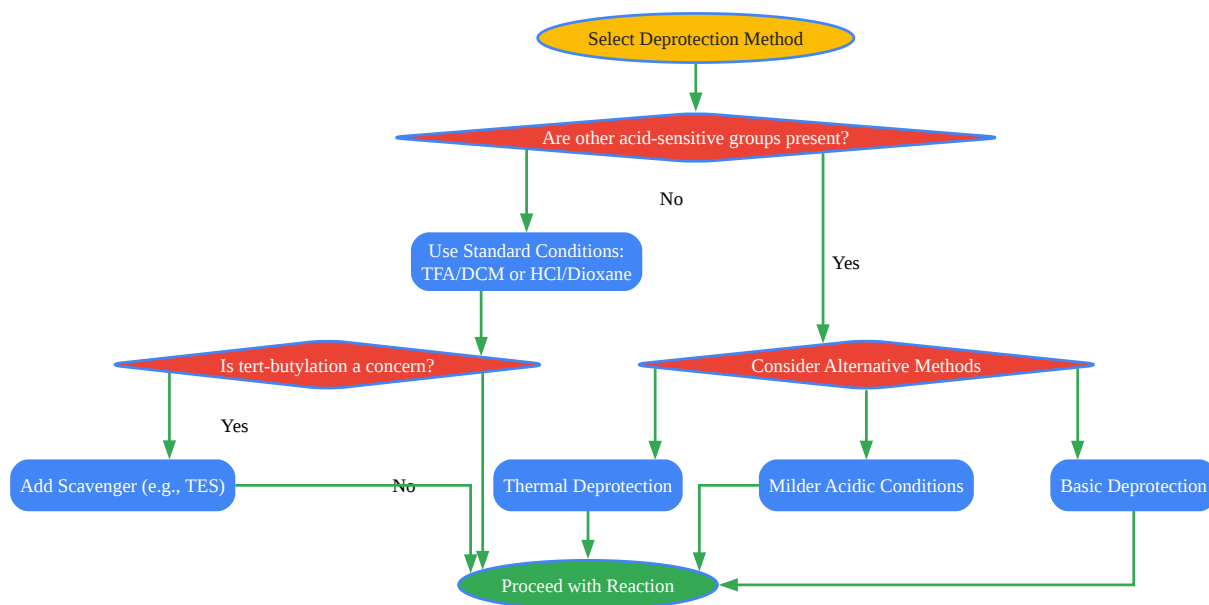 Select Deprotection Method
Are other acid-sensitive groups present?
No
Use Standard Conditions:
TFA/DCM or HCl/Dioxane
Yes
Is tert-butylation a concern?
Consider Alternative Methods
Yes
Add Scavenger (e.g., TES)
No
Thermal Deprotection
Milder Acidic Conditions
Basic Deprotection
Proceed with Reaction